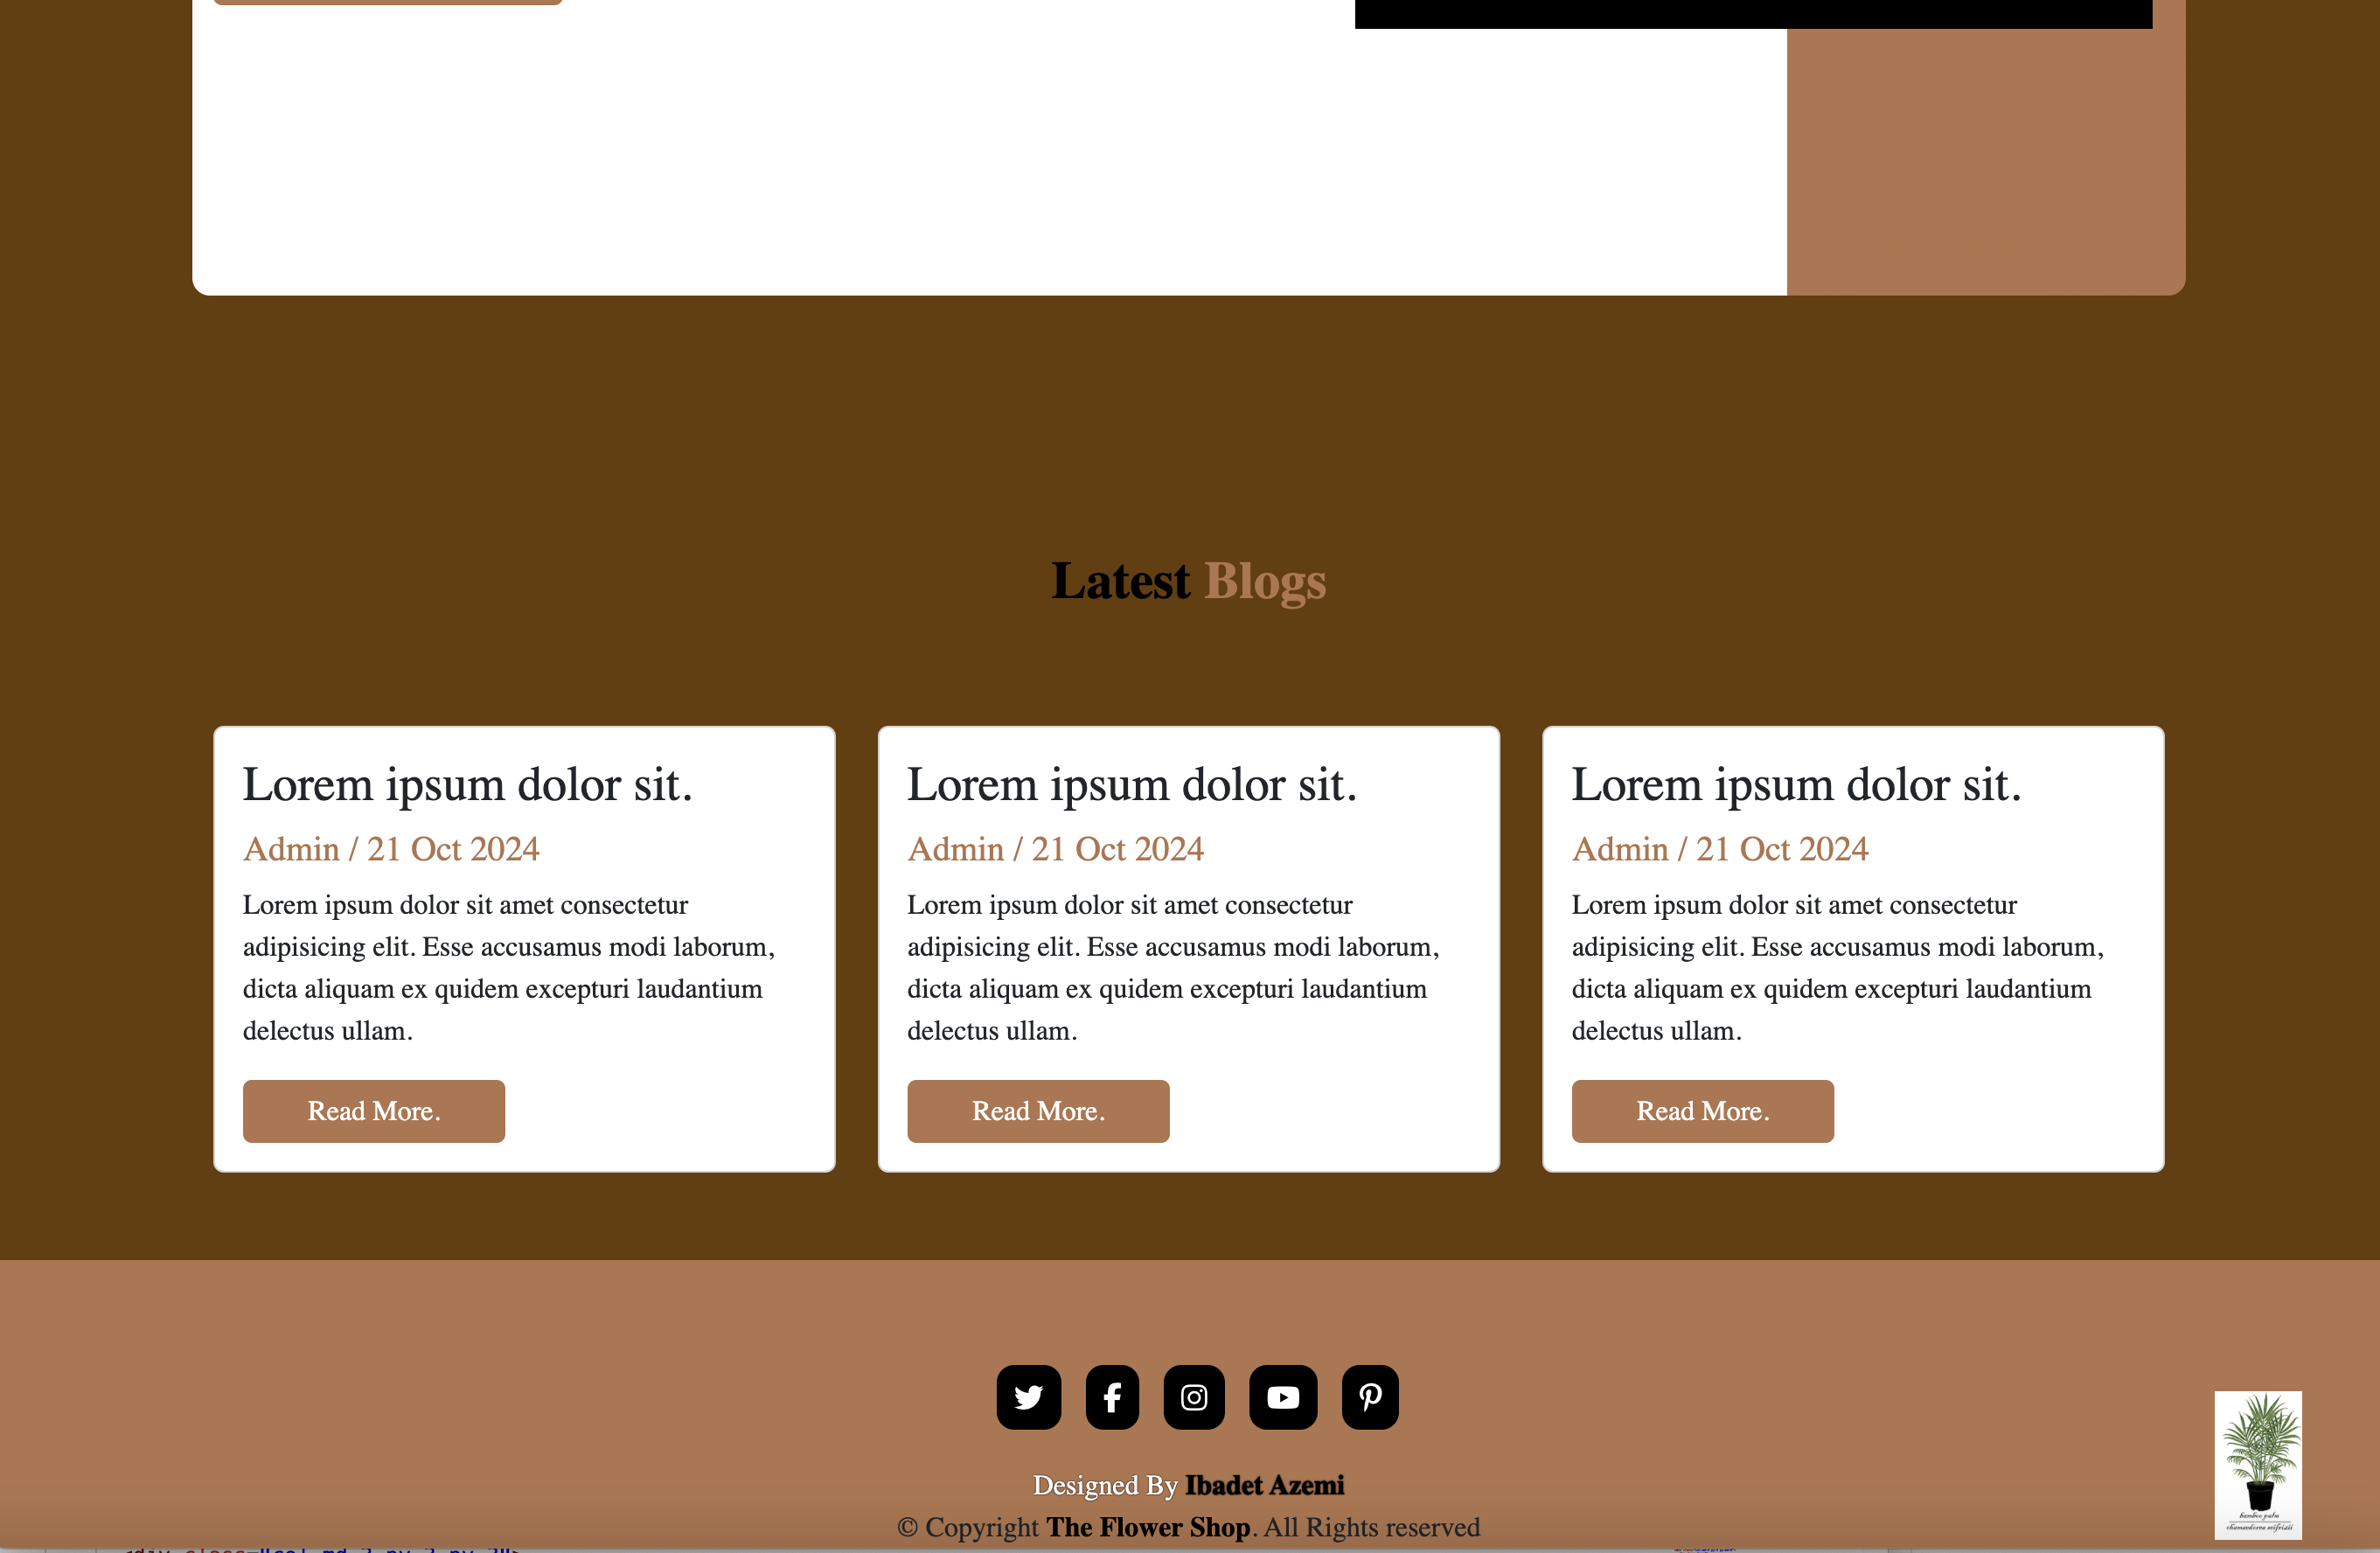 Latest Blogs
Lorem ipsum dolor sit.
Admin / 21 Oct 2024
Lorem ipsum dolor sit amet consectetur
adipisicing elit. Esse accusamus modi laborum,
dicta aliquam ex quidem excepturi laudantium
delectus ullam.
Read More.
Lorem ipsum dolor sit.
Admin / 21 Oct 2024
Lorem ipsum dolor sit amet consectetur
adipisicing elit. Esse accusamus modi laborum,
dicta aliquam ex quidem excepturi laudantium
delectus ullam.
Read More.
Lorem ipsum dolor sit.
Admin / 21 Oct 2024
Lorem ipsum dolor sit amet consectetur
adipisicing elit. Esse accusamus modi laborum,
dicta aliquam ex quidem excepturi laudantium
delectus ullam.
Read More.
Designed By Ibadet Azemi
© Copyright The Flower Shop. All Rights reserved
bamboo palm